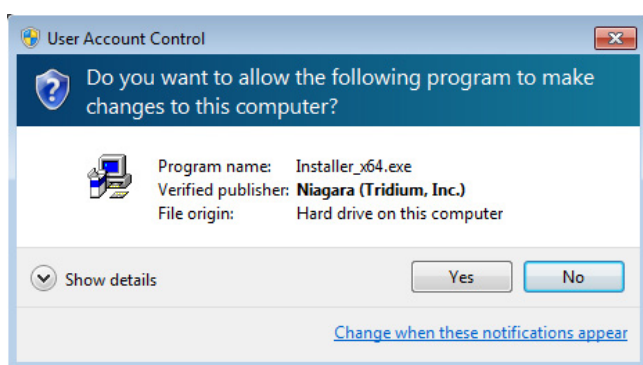 User Account Control
Do you want to allow the following program to make
changes to this computer?
Program name: Installer_x64.exe
Verified publisher: Niagara (Tridium, Inc.)
File origin: Hard drive on this computer
Show details
Yes
No
Change when these notifications appear